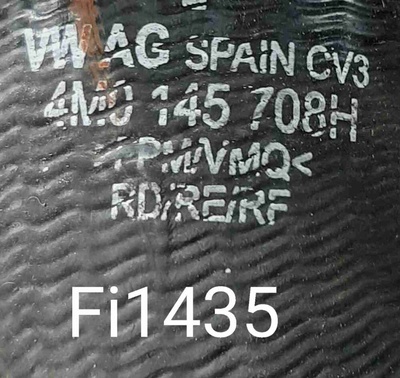 VW AG SPAIN CV3
4M0 145 708H
FPM/VMQ<
RD/RE/RF
Fi1435